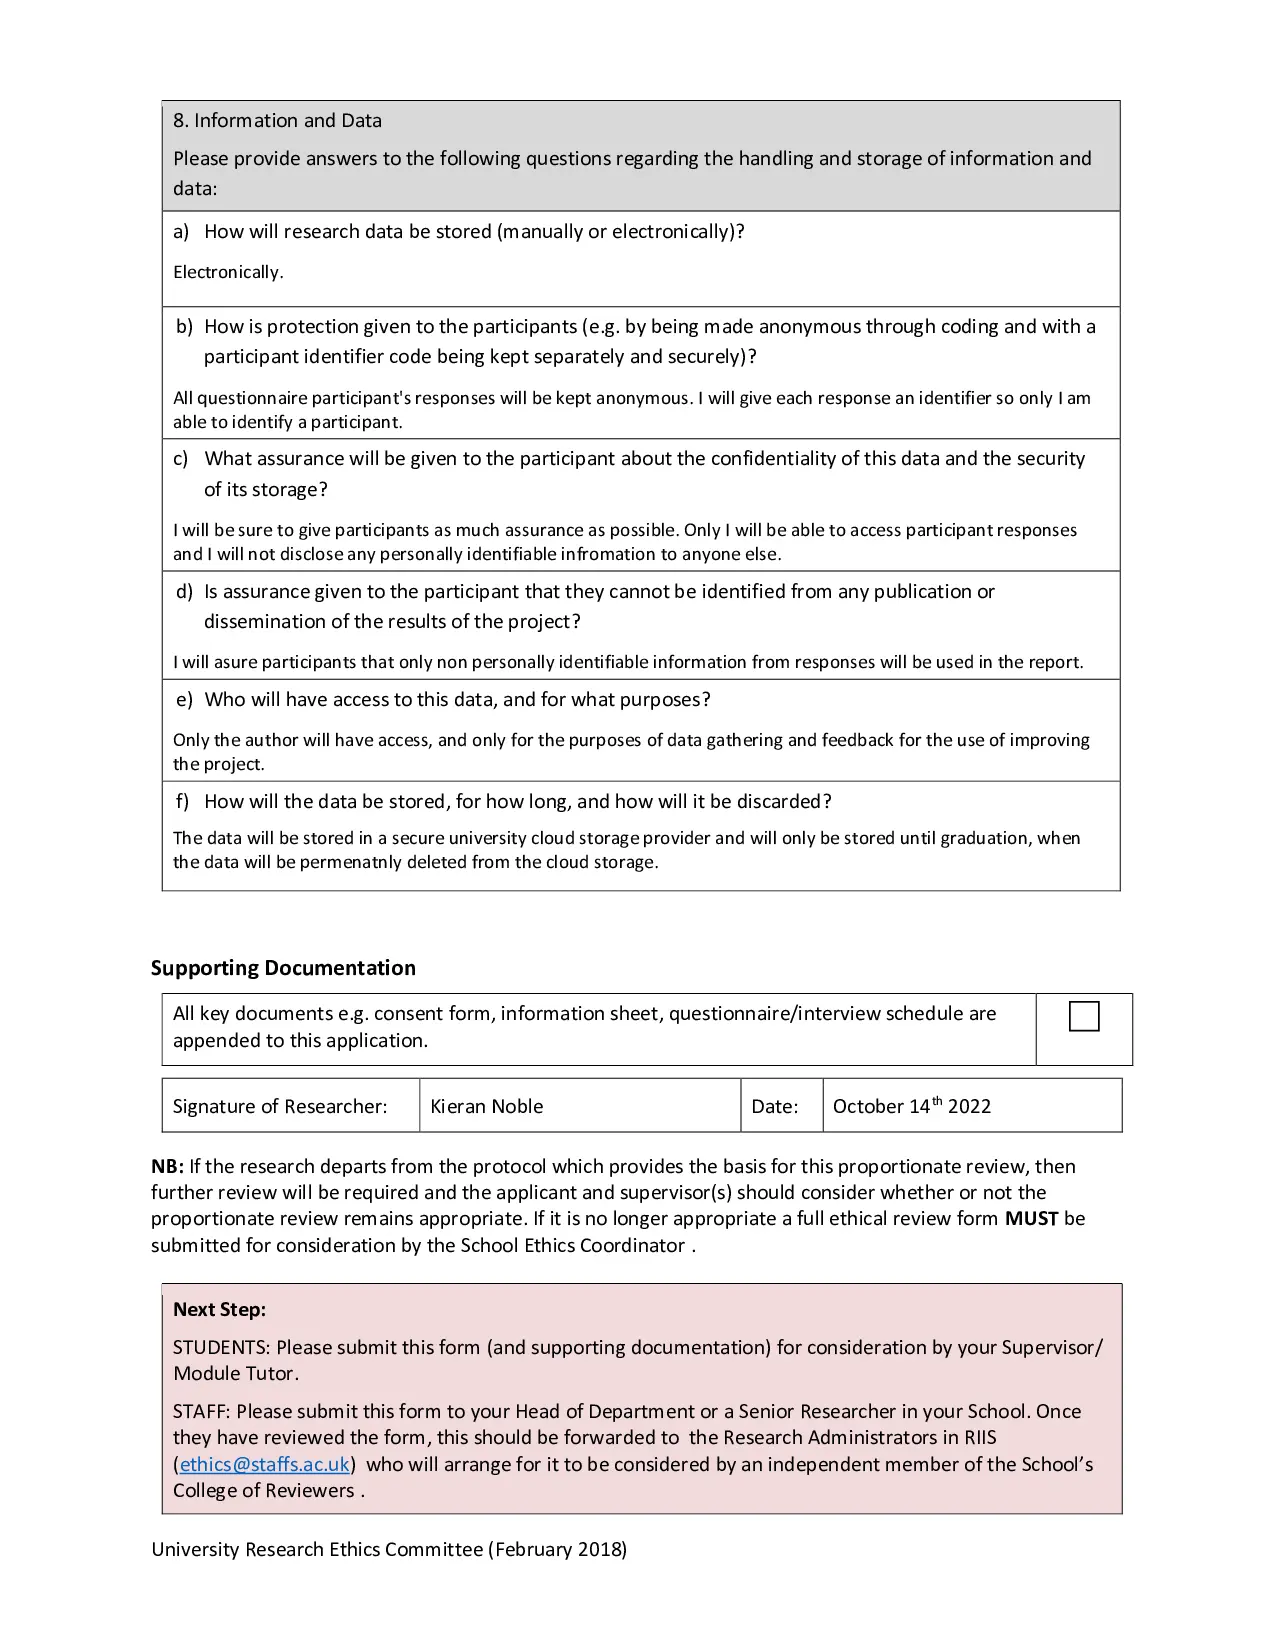 8. Information and Data
Please provide answers to the following questions regarding the handling and storage of information and
data:
a) How will research data be stored (manually or electronically)?
Electronically.
b) How is protection given to the participants (e.g. by being made anonymous through coding and with a
participant identifier code being kept separately and securely)?
All questionnaire participant's responses will be kept anonymous. I will give each response an identifier so only I am
able to identify a participant.
c) What assurance will be given to the participant about the confidentiality of this data and the security
of its storage?
I will be sure to give participants as much assurance as possible. Only I will be able to access participant responses
and I will not disclose any personally identifiable infromation to anyone else.
d) Is assurance given to the participant that they cannot be identified from any publication or
dissemination of the results of the project?
I will asure participants that only non personally identifiable information from responses will be used in the report.
e) Who will have access to this data, and for what purposes?
Only the author will have access, and only for the purposes of data gathering and feedback for the use of improving
the project.
f) How will the data be stored, for how long, and how will it be discarded?
The data will be stored in a secure university cloud storage provider and will only be stored until graduation, when
the data will be permenatnly deleted from the cloud storage.
Supporting Documentation
All key documents e.g. consent form, information sheet, questionnaire/interview schedule are
appended to this application.
Signature of Researcher: Kieran Noble Date: October 14th 2022
NB: If the research departs from the protocol which provides the basis for this proportionate review, then
further review will be required and the applicant and supervisor(s) should consider whether or not the
proportionate review remains appropriate. If it is no longer appropriate a full ethical review form MUST be
submitted for consideration by the School Ethics Coordinator .
Next Step:
STUDENTS: Please submit this form (and supporting documentation) for consideration by your Supervisor/
Module Tutor.
STAFF: Please submit this form to your Head of Department or a Senior Researcher in your School. Once
they have reviewed the form, this should be forwarded to the Research Administrators in RIIS
(ethics@staffs.ac.uk) who will arrange for it to be considered by an independent member of the School’s
College of Reviewers .
University Research Ethics Committee (February 2018)